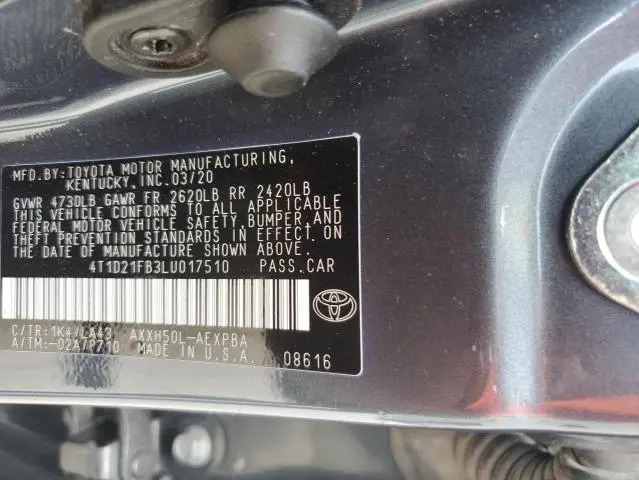 MFD.BY:TOYOTA MOTOR MANUFACTURING,
KENTUCKY,INC.03/20
GVWR 4730LB GAWR FR 2620LB RR 2420LB
THIS VEHICLE CONFORMS TO ALL APPLICABLE
FEDERAL MOTOR VEHICLE SAFETY,BUMPER,AND
THEFT PREVENTION STANDARDS IN EFFECT ON
THE DATE OF MANUFACTURE SHOWN ABOVE.
4T1D21FB3LU017510 PASS.CAR
C/TR:1K4/LA43 AXXH50L-AEXPBA
A/TM:-02A/P710 MADE IN U.S.A. 08616